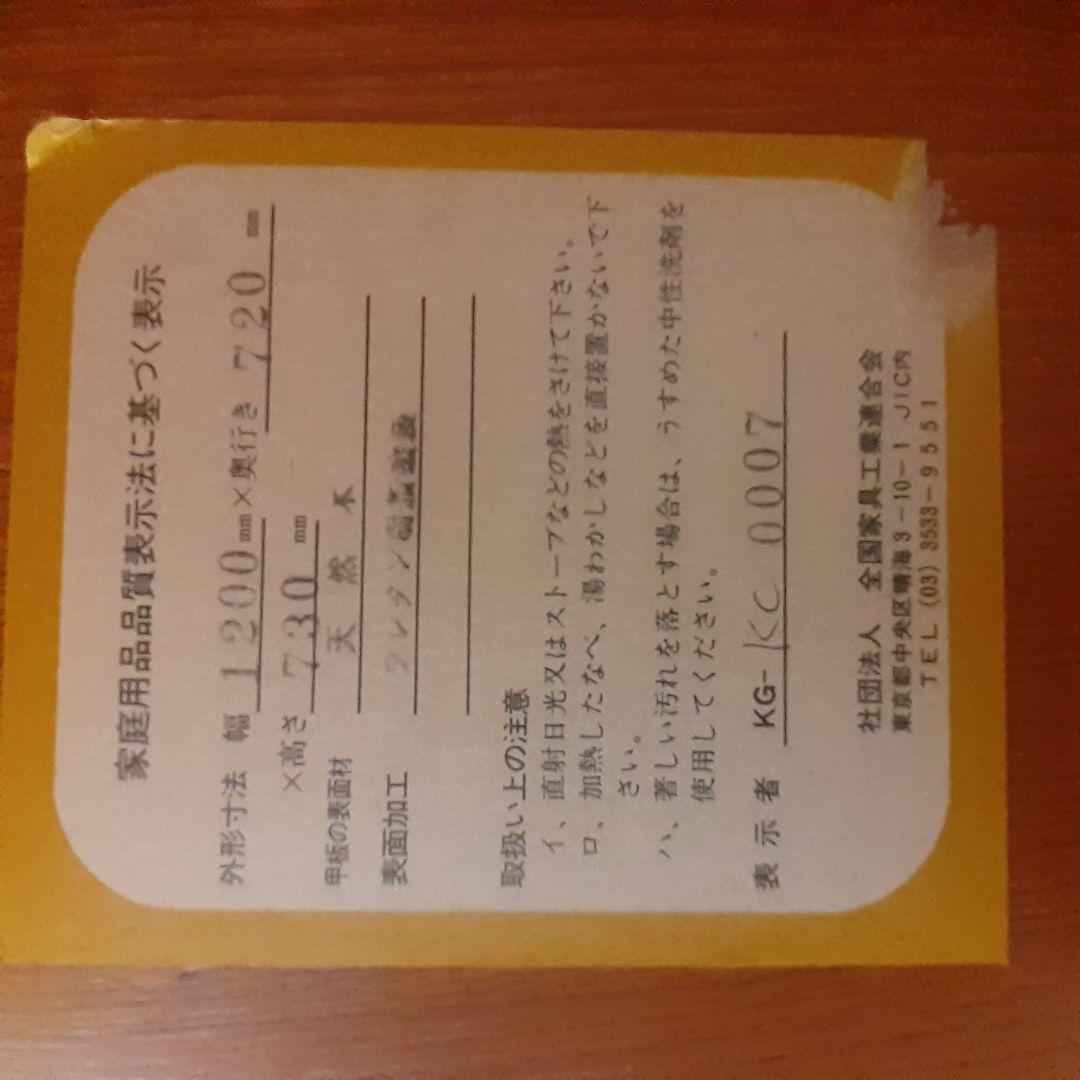 家庭用品品質表示法に基づく表示
外形寸法 幅 1200mm×奥行き 720 mm
×高さ 730 mm
甲板の表面材 天然木
表面加工 ウレタン樹脂塗装
取扱い上の注意
イ、直射日光又はストーブなどの熱をさけて下さい。
ロ、加熱したなべ、湯わかしなどを直接置かないで下
さい。
ハ、著しい汚れを落とす場合は、うすめた中性洗剤を
使用してください。
表示者 KG-KC 0007
社団法人 全国家具工業連合会
東京都中央区晴海3-10-1 JIC内
TEL (03) 3533-9551